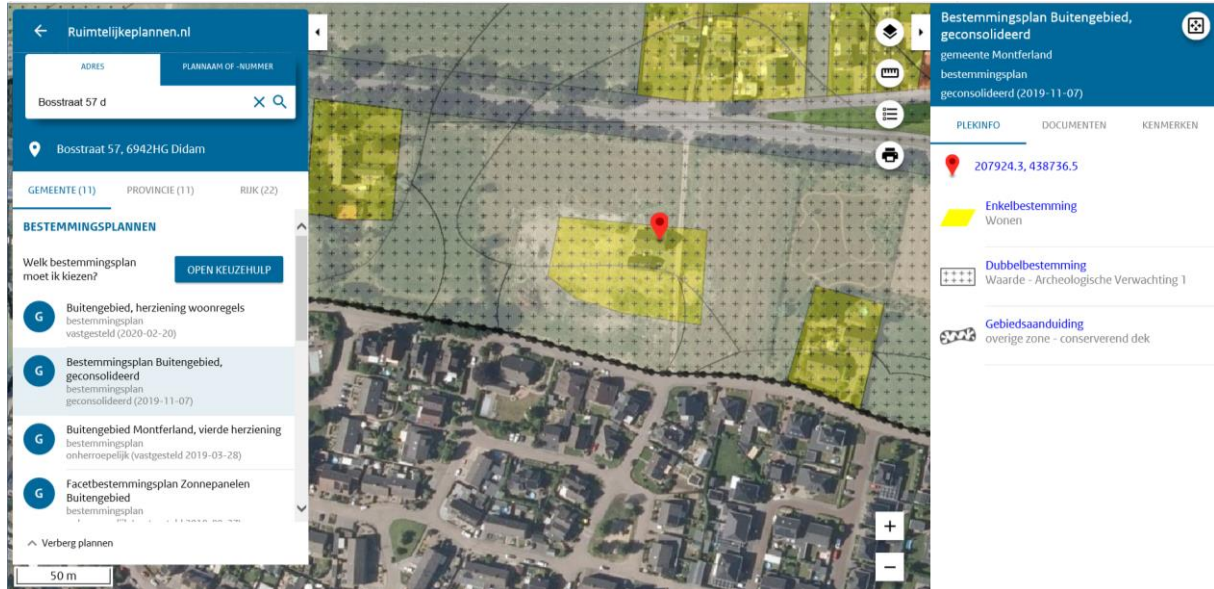 Ruimtelijkeplannen.nl
ADRES
PLANNAAM OF -NUMMER
Bosstraat 57 d
Bosstraat 57, 6942HG Didam
GEMEENTE (11)
PROVINCIE (11)
RIJK (22)
BESTEMMINGSPLANNEN
Welk bestemmingsplan
moet ik kiezen?
OPEN KEUZEHULP
G
Buitengebied, herziening woonregels
bestemmingsplan
vastgesteld (2020-02-20)
G
Bestemmingsplan Buitengebied,
geconsolideerd
bestemmingsplan
geconsolideerd (2019-11-07)
G
Buitengebied Montferland, vierde herziening
bestemmingsplan
onherroepelijk (vastgesteld 2019-03-28)
G
Facetbestemmingsplan Zonnepanelen
Buitengebied
bestemmingsplan
Verberg plannen
50 m
Bestemmingsplan Buitengebied,
geconsolideerd
gemeente Montferland
bestemmingsplan
geconsolideerd (2019-11-07)
PLEKINFO
DOCUMENTEN
KENMERKEN
207924.3, 438736.5
Enkelbestemming
Wonen
Dubbelbestemming
Waarde - Archeologische Verwachting 1
Gebiedsaanduiding
overige zone - conserverend dek